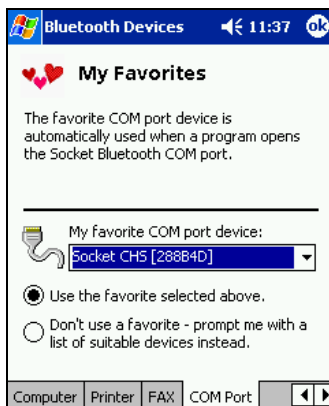 Bluetooth Devices 11:37 ok
My Favorites
The favorite COM port device is
automatically used when a program opens
the Socket Bluetooth COM port.
My favorite COM port device:
Socket CHS [288B4D]
Use the favorite selected above.
Don't use a favorite - prompt me with a
list of suitable devices instead.
Computer Printer FAX COM Port